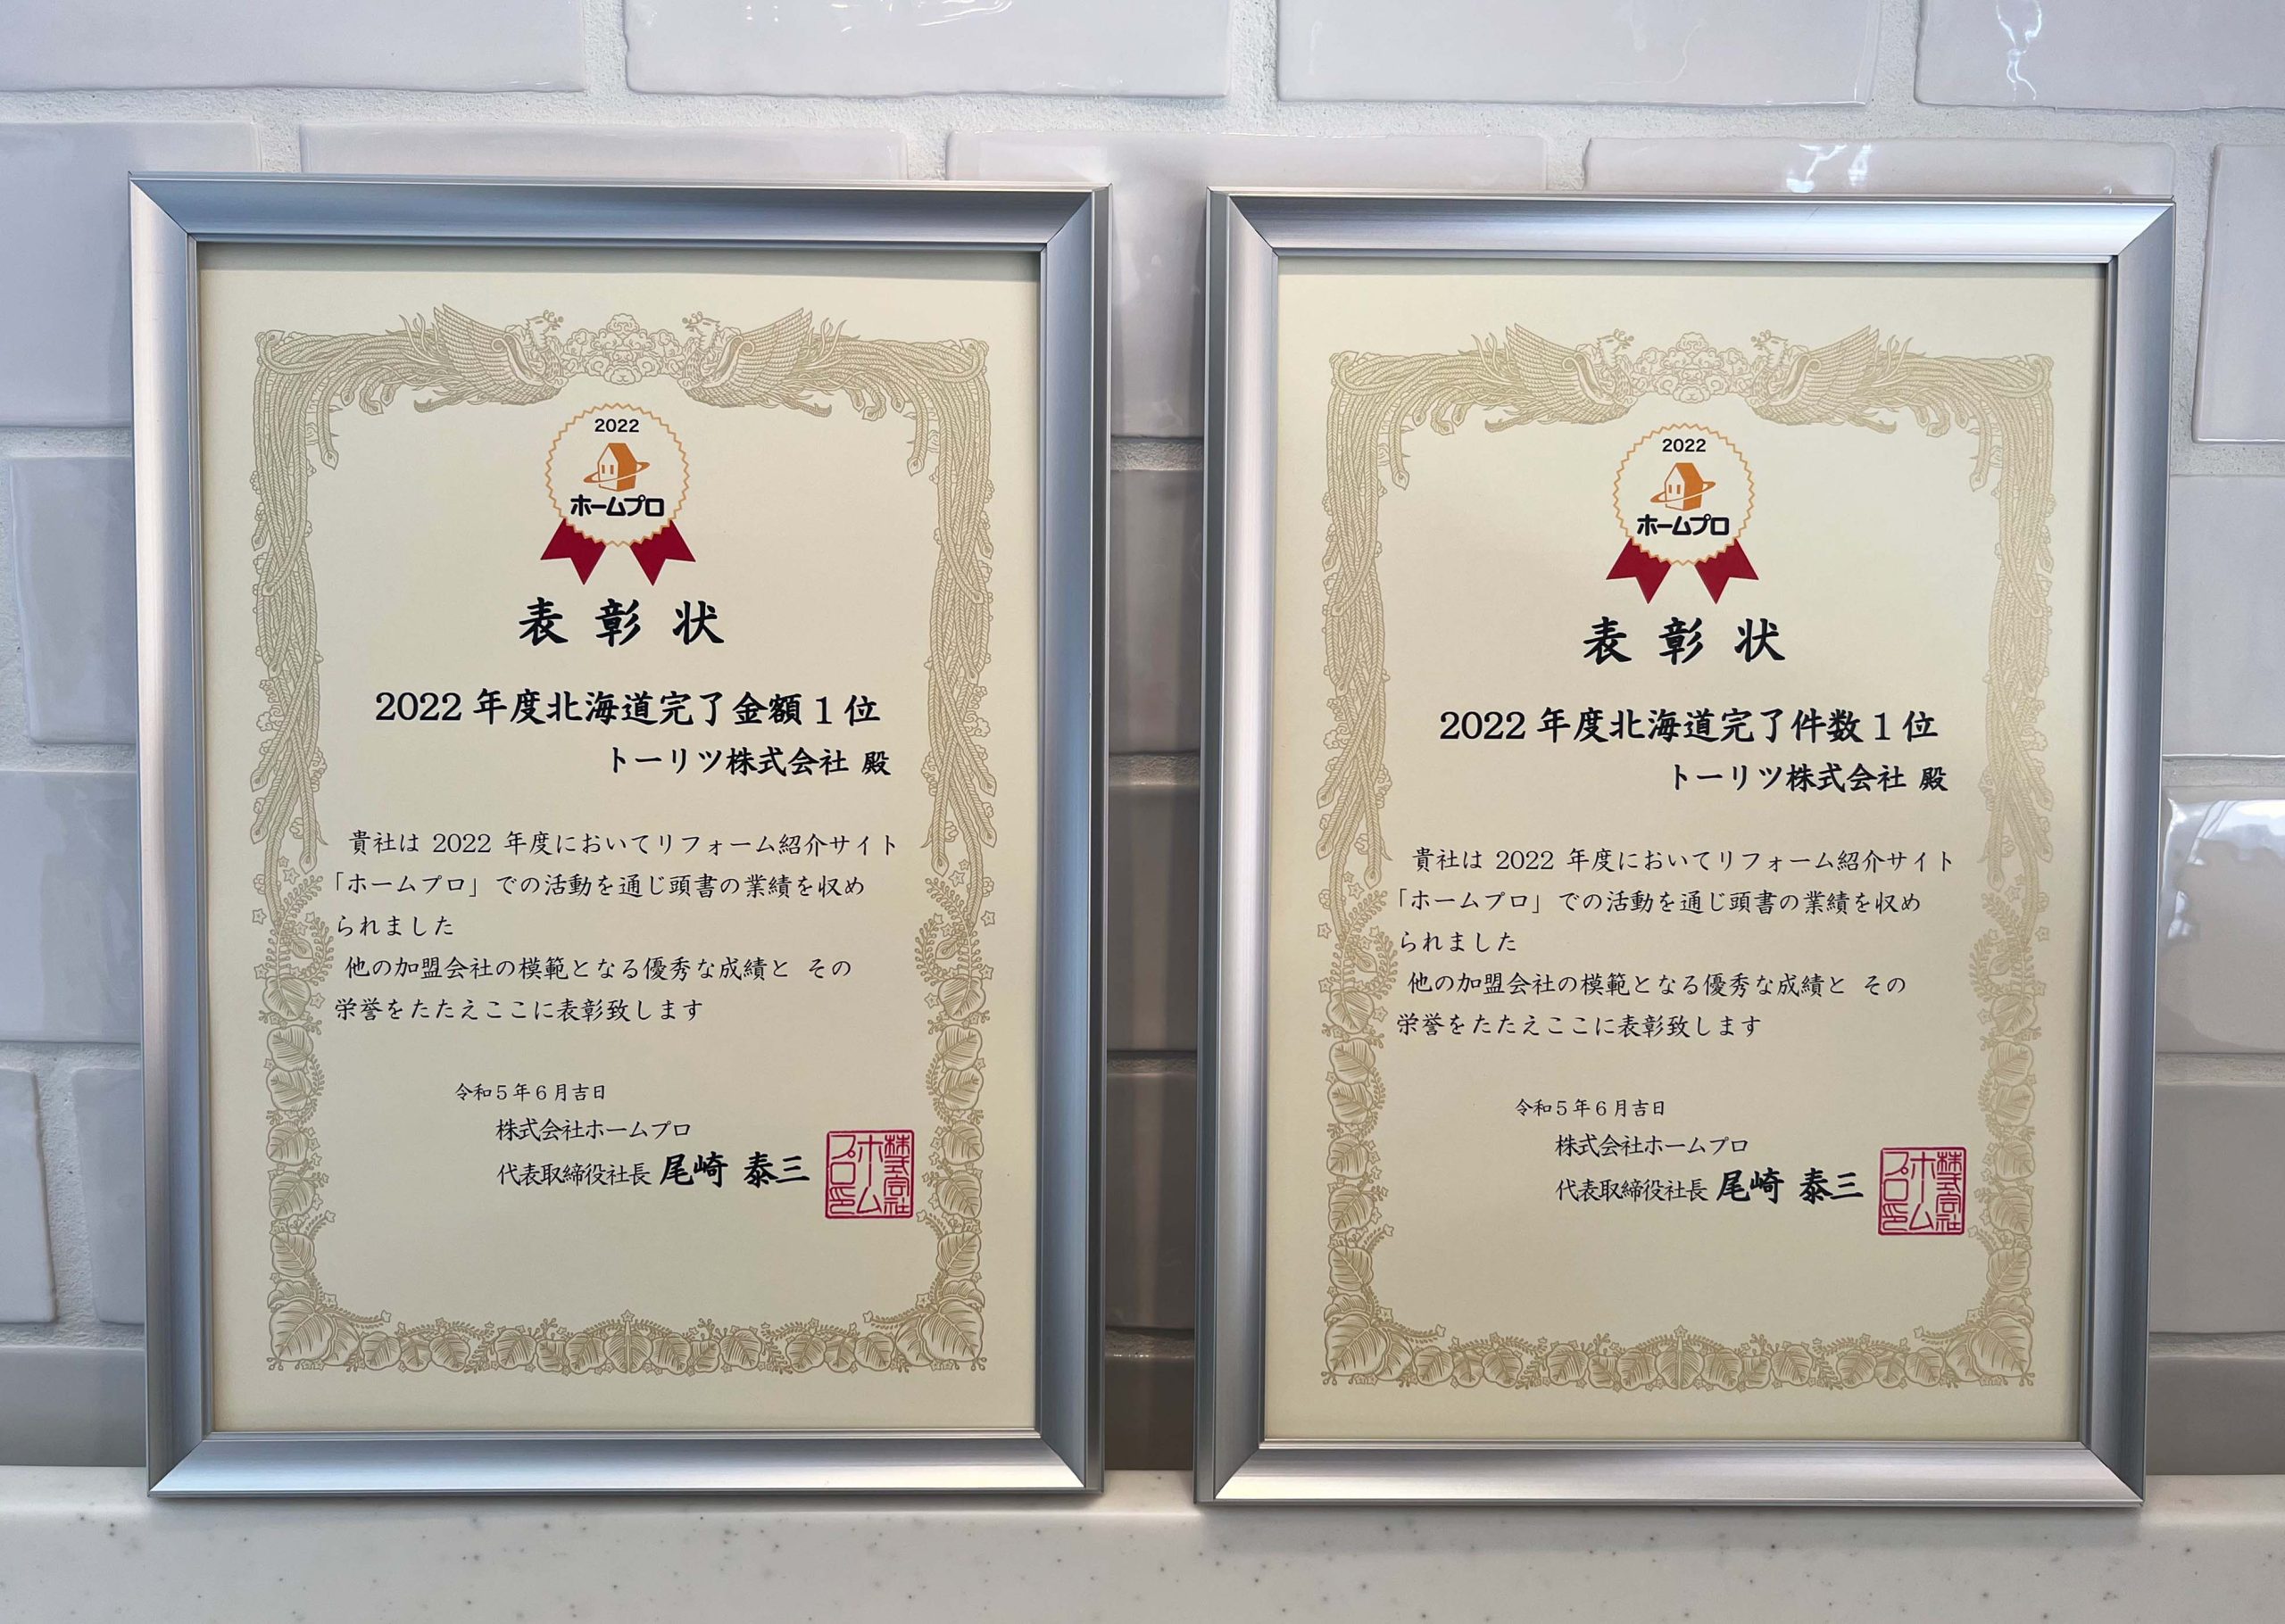 2022
ホームプロ
表彰状
2022年度北海道完了金額1位
トーリツ株式会社 殿
貴社は 2022 年度においてリフォーム紹介サイト
「ホームプロ」での活動を通じ頭書の業績を収め
られました
他の加盟会社の模範となる優秀な成績と その
栄誉をたたえここに表彰致します
令和5年6月吉日
株式会社ホームプロ
代表取締役社長 尾崎 泰三
株式会社
ホーム
プロ印
2022
ホームプロ
表彰状
2022年度北海道完了件数1位
トーリツ株式会社 殿
貴社は 2022 年度においてリフォーム紹介サイト
「ホームプロ」での活動を通じ頭書の業績を収め
られました
他の加盟会社の模範となる優秀な成績と その
栄誉をたたえここに表彰致します
令和5年6月吉日
株式会社ホームプロ
代表取締役社長 尾崎 泰三
株式会社
ホーム
プロ印